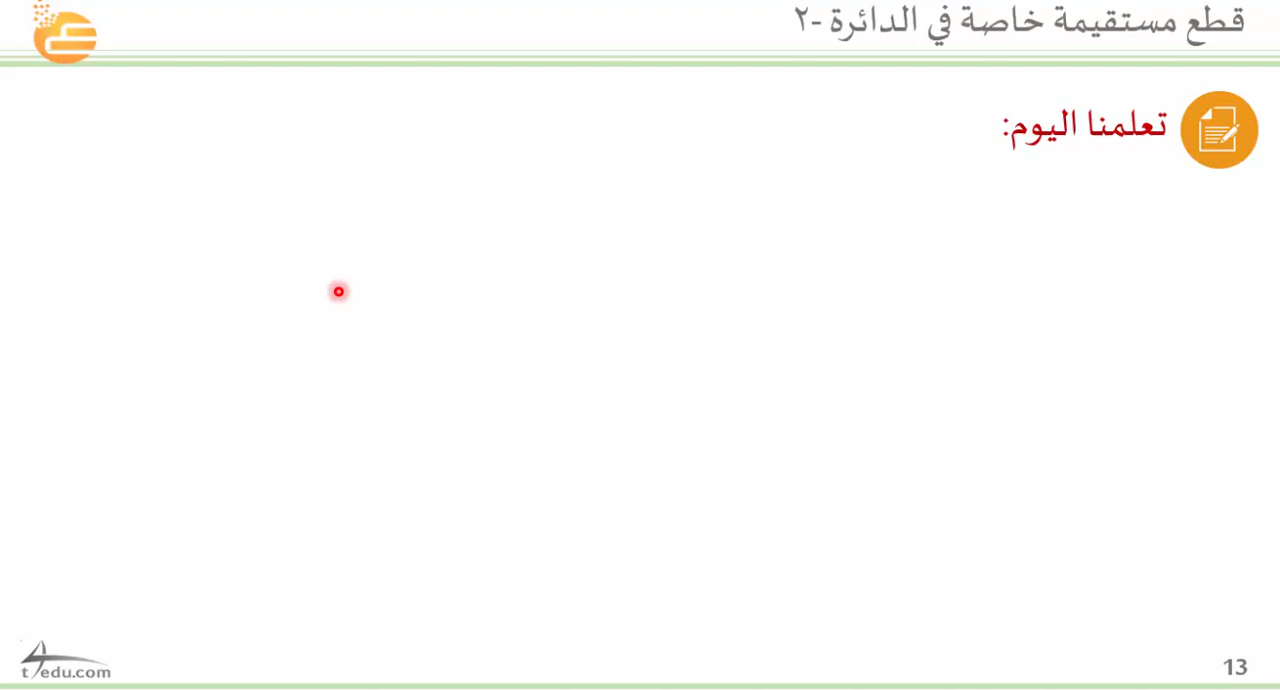 قطع مستقيمة خاصة في الدائرة -٢
تعلمنا اليوم:
t4edu.com
13